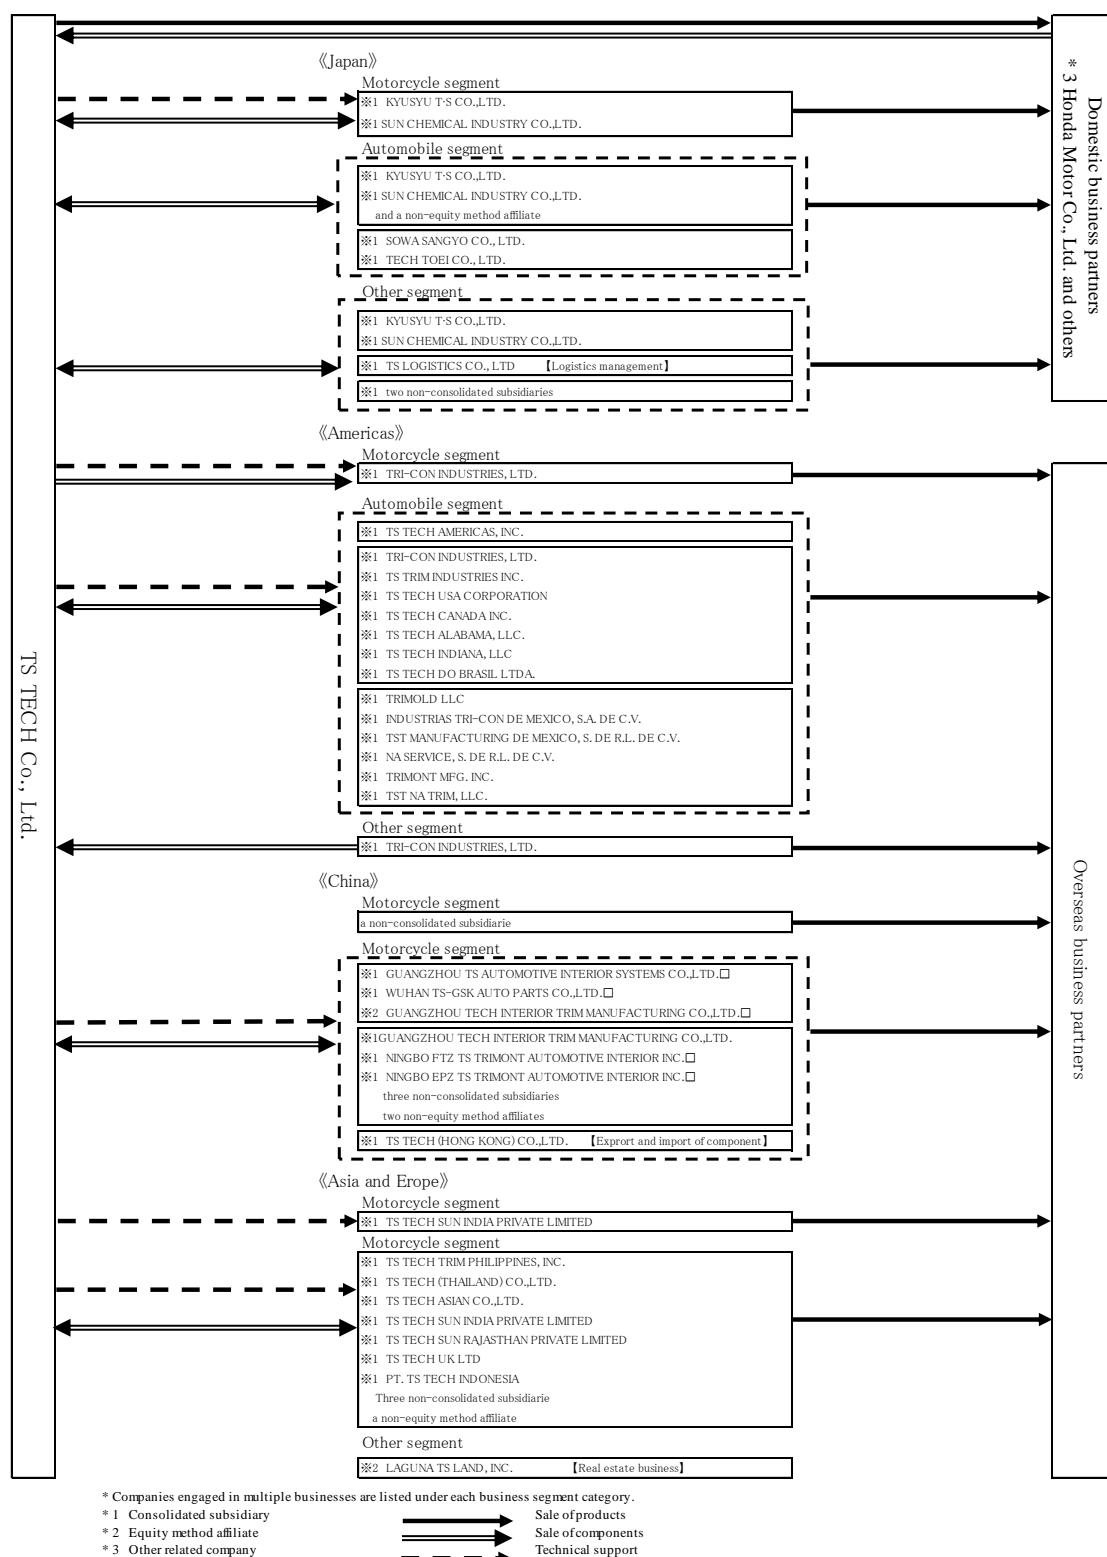 TS TECH Co., Ltd.
Domestic business partners
* 3 Honda Motor Co., Ltd. and others
《Japan》
Motorcycle segment
※1 KYUSYU T·S CO.,LTD.
※1 SUN CHEMICAL INDUSTRY CO.,LTD.
Automobile segment
※1 KYUSYU T·S CO.,LTD.
※1 SUN CHEMICAL INDUSTRY CO.,LTD.
and a non-equity method affiliate
※1 SOWA SANGYO CO., LTD.
※1 TECH TOEI CO., LTD.
Other segment
※1 KYUSYU T·S CO.,LTD.
※1 SUN CHEMICAL INDUSTRY CO.,LTD.
※1 TS LOGISTICS CO., LTD 【Logistics management】
※1 two non-consolidated subsidiaries
《Americas》
Motorcycle segment
※1 TRI-CON INDUSTRIES, LTD.
Automobile segment
※1 TS TECH AMERICAS, INC.
※1 TRI-CON INDUSTRIES, LTD.
※1 TS TRIM INDUSTRIES INC.
※1 TS TECH USA CORPORATION
※1 TS TECH CANADA INC.
※1 TS TECH ALABAMA, LLC.
※1 TS TECH INDIANA, LLC
※1 TS TECH DO BRASIL LTDA.
※1 TRIMOLD LLC
※1 INDUSTRIAS TRI-CON DE MEXICO, S.A. DE C.V.
※1 TST MANUFACTURING DE MEXICO, S. DE R.L. DE C.V.
※1 NA SERVICE, S. DE R.L. DE C.V.
※1 TRIMONT MFG. INC.
※1 TST NA TRIM, LLC.
Other segment
※1 TRI-CON INDUSTRIES, LTD.
Overseas business partners
《China》
Motorcycle segment
a non-consolidated subsidiarie
Motorcycle segment
※1 GUANGZHOU TS AUTOMOTIVE INTERIOR SYSTEMS CO.,LTD.□
※1 WUHAN TS-GSK AUTO PARTS CO.,LTD.□
※2 GUANGZHOU TECH INTERIOR TRIM MANUFACTURING CO.,LTD.□
※1GUANGZHOU TECH INTERIOR TRIM MANUFACTURING CO.,LTD.
※1 NINGBO FTZ TS TRIMONT AUTOMOTIVE INTERIOR INC.□
※1 NINGBO EPZ TS TRIMONT AUTOMOTIVE INTERIOR INC.□
three non-consolidated subsidiaries
two non-equity method affiliates
※1 TS TECH (HONG KONG) CO.,LTD. 【Exprort and import of component】
《Asia and Erope》
Motorcycle segment
※1 TS TECH SUN INDIA PRIVATE LIMITED
Motorcycle segment
※1 TS TECH TRIM PHILIPPINES, INC.
※1 TS TECH (THAILAND) CO.,LTD.
※1 TS TECH ASIAN CO.,LTD.
※1 TS TECH SUN INDIA PRIVATE LIMITED
※1 TS TECH SUN RAJASTHAN PRIVATE LIMITED
※1 TS TECH UK LTD
※1 PT. TS TECH INDONESIA
Three non-consolidated subsidiarie
a non-equity method affiliate
Other segment
※2 LAGUNA TS LAND, INC. 【Real estate business】
* Companies engaged in multiple businesses are listed under each business segment category.
* 1 Consolidated subsidiary
Sale of products
* 2 Equity method affiliate
Sale of components
* 3 Other related company
Technical support